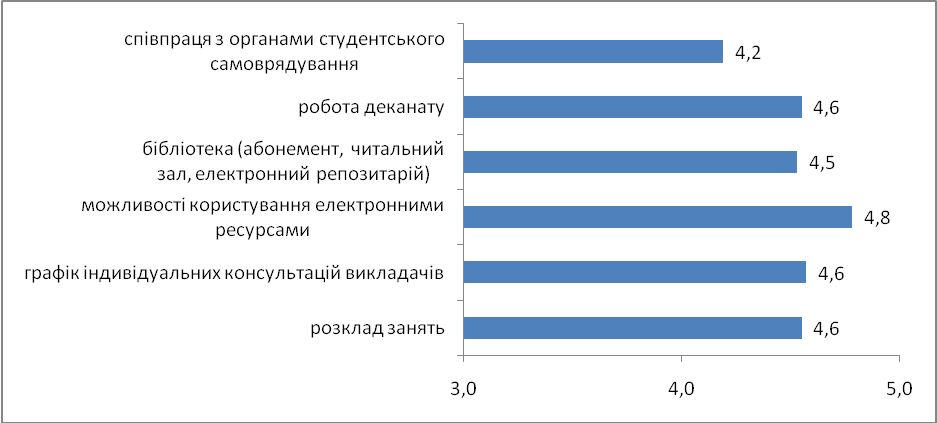 співпраця з органами студентського
самоврядування
4,2
робота деканату
4,6
бібліотека (абонемент, читальний
зал, електронний репозитарій)
4,5
можливості користування електронними
ресурсами
4,8
графік індивідуальних консультацій викладачів
4,6
розклад занять
4,6
3,0 4,0 5,0